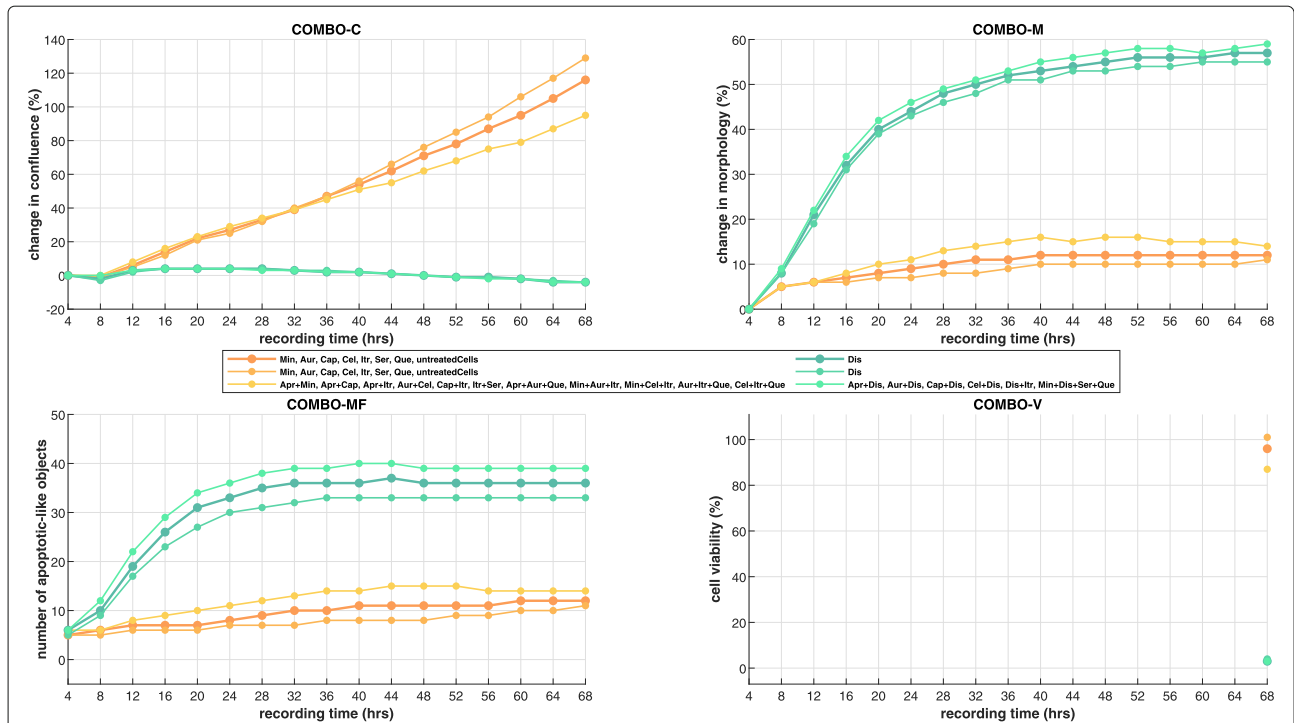 COMBO-C
change in confluence (%)
140
120
100
80
60
40
20
0
-20
4 8 12 16 20 24 28 32 36 40 44 48 52 56 60 64 68
recording time (hrs)
COMBO-M
change in morphology (%)
60
50
40
30
20
10
0
4 8 12 16 20 24 28 32 36 40 44 48 52 56 60 64 68
recording time (hrs)
Min, Aur, Cap, Cel, Itr, Ser, Que, untreatedCells
Min, Aur, Cap, Cel, Itr, Ser, Que, untreatedCells
Apr+Min, Apr+Cap, Apr+Itr, Aur+Cel, Cap+Itr, Itr+Ser, Apr+Aur+Que, Min+Aur+Itr, Min+Cel+Itr, Aur+Itr+Que, Cel+Itr+Que
Dis
Dis
Apr+Dis, Aur+Dis, Cap+Dis, Cel+Dis, Dis+Itr, Min+Dis+Ser+Que
COMBO-MF
number of apoptotic-like objects
50
40
30
20
10
0
4 8 12 16 20 24 28 32 36 40 44 48 52 56 60 64 68
recording time (hrs)
COMBO-V
cell viability (%)
100
80
60
40
20
0
4 8 12 16 20 24 28 32 36 40 44 48 52 56 60 64 68
recording time (hrs)